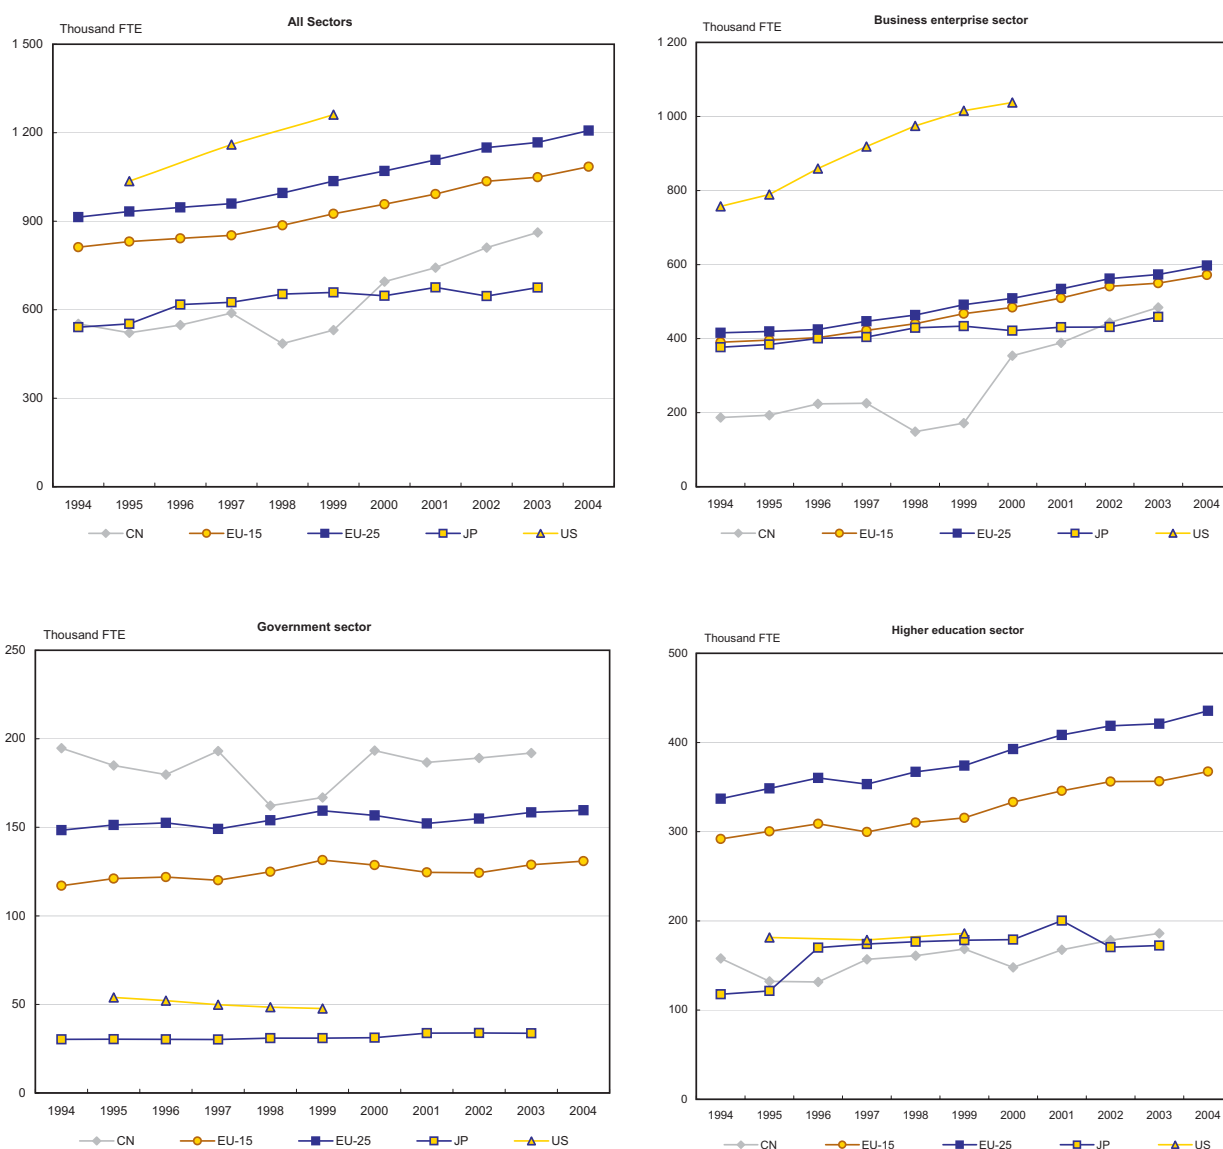 All Sectors
Thousand FTE
1 500
1 200
900
600
300
0
1994 1995 1996 1997 1998 1999 2000 2001 2002 2003 2004
CN EU-15 EU-25 JP US
Business enterprise sector
Thousand FTE
1 200
1 000
800
600
400
200
0
1994 1995 1996 1997 1998 1999 2000 2001 2002 2003 2004
CN EU-15 EU-25 JP US
Government sector
Thousand FTE
250
200
150
100
50
0
1994 1995 1996 1997 1998 1999 2000 2001 2002 2003 2004
CN EU-15 EU-25 JP US
Higher education sector
Thousand FTE
500
400
300
200
100
0
1994 1995 1996 1997 1998 1999 2000 2001 2002 2003 2004
CN EU-15 EU-25 JP US